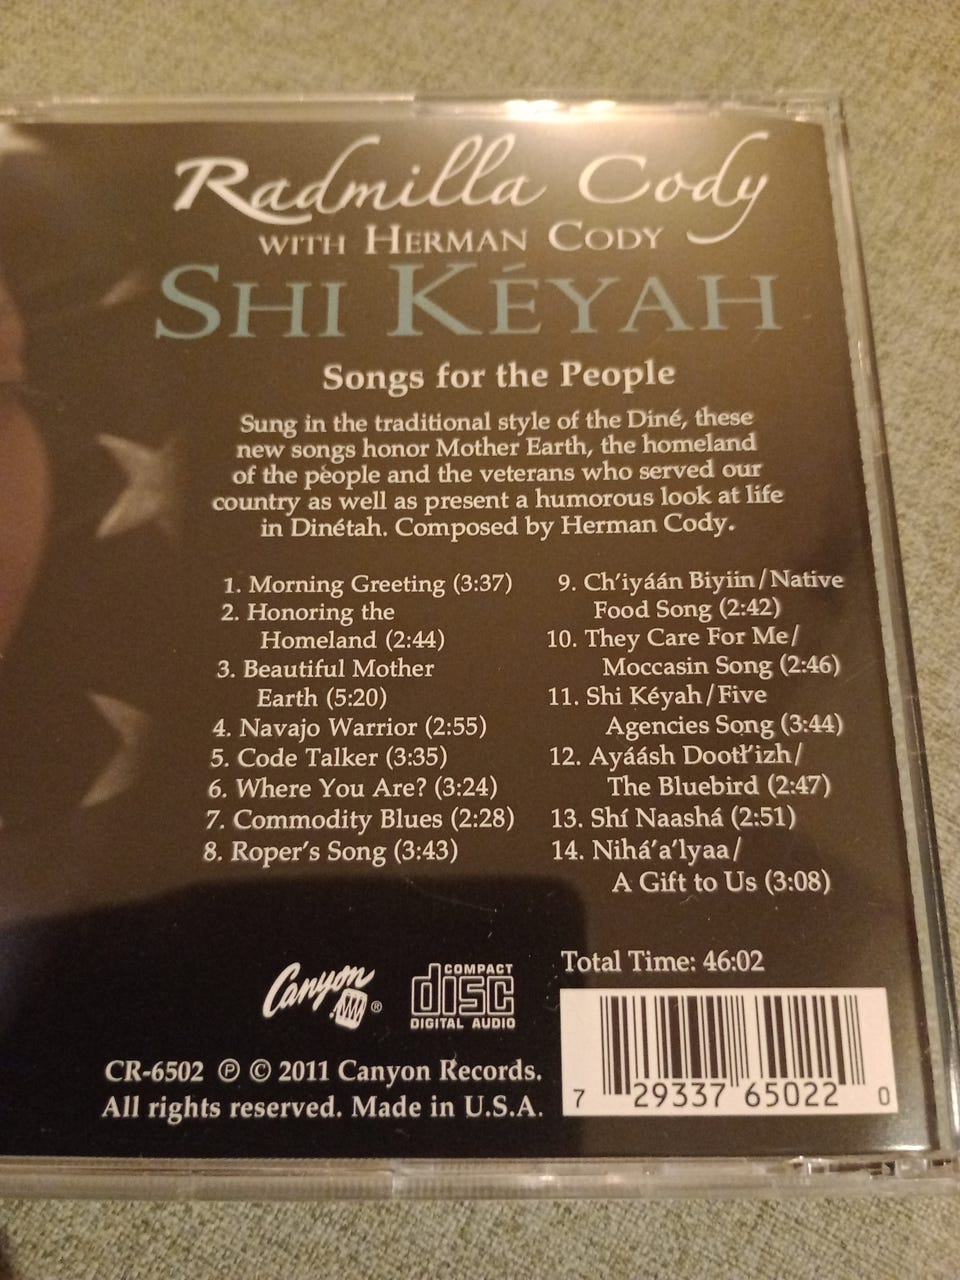 Radmilla Cody
WITH HERMAN CODY
SHI KÉYAH
Songs for the People
Sung in the traditional style of the Diné, these
new songs honor Mother Earth, the homeland
of the people and the veterans who served our
country as well as present a humorous look at life
in Dinétah. Composed by Herman Cody.
1. Morning Greeting (3:37)
2. Honoring the
Homeland (2:44)
3. Beautiful Mother
Earth (5:20)
4. Navajo Warrior (2:55)
5. Code Talker (3:35)
6. Where You Are? (3:24)
7. Commodity Blues (2:28)
8. Roper's Song (3:43)
9. Ch'iyáán Biyiin/Native
Food Song (2:42)
10. They Care For Me/
Moccasin Song (2:46)
11. Shi Kéyah/Five
Agencies Song (3:44)
12. Ayáásh Dootł'izh/
The Bluebird (2:47)
13. Shí Naashá (2:51)
14. Nihá'a'lyaa/
A Gift to Us (3:08)
Total Time: 46:02
Canyon ®
COMPACT
disc
DIGITAL AUDIO
CR-6502 ℗ © 2011 Canyon Records.
All rights reserved. Made in U.S.A.
7 29337 65022 0